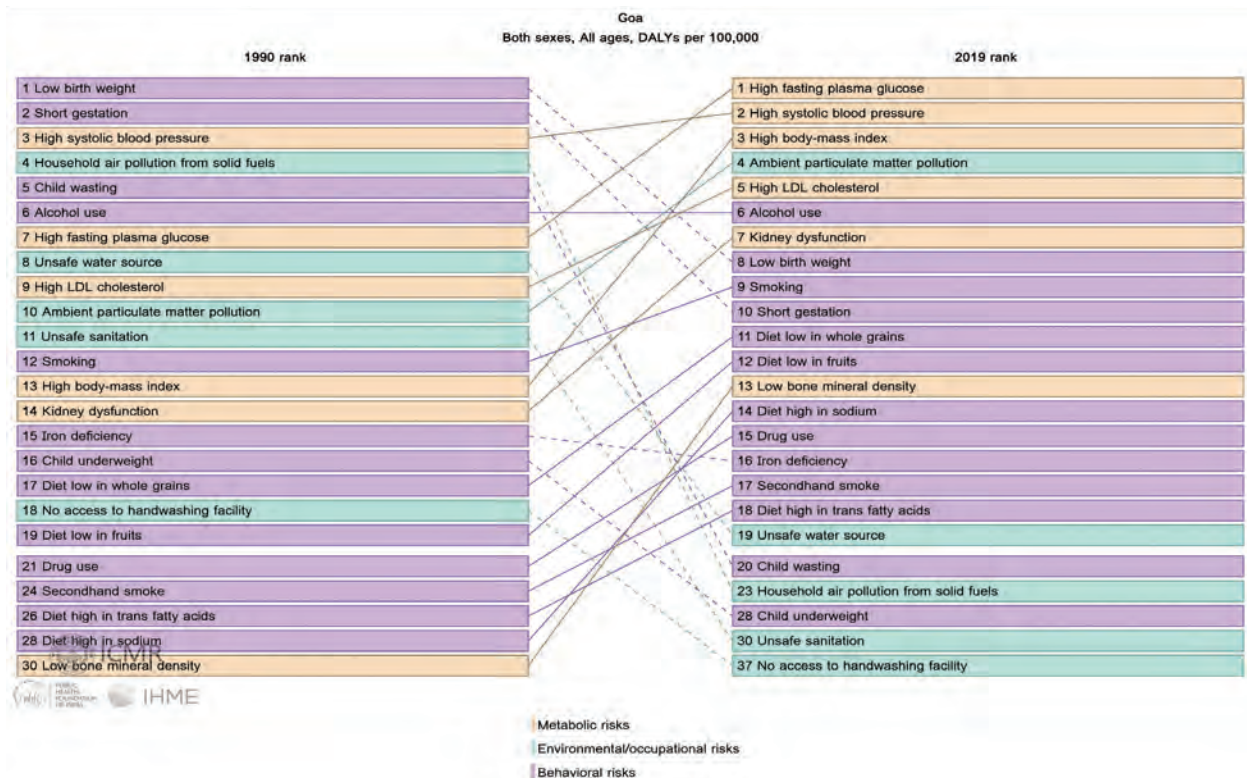 Goa
Both sexes, All ages, DALYs per 100,000
1990 rank
2019 rank
1 Low birth weight
2 Short gestation
3 High systolic blood pressure
4 Household air pollution from solid fuels
5 Child wasting
6 Alcohol use
7 High fasting plasma glucose
8 Unsafe water source
9 High LDL cholesterol
10 Ambient particulate matter pollution
11 Unsafe sanitation
12 Smoking
13 High body-mass index
14 Kidney dysfunction
15 Iron deficiency
16 Child underweight
17 Diet low in whole grains
18 No access to handwashing facility
19 Diet low in fruits
21 Drug use
24 Secondhand smoke
26 Diet high in trans fatty acids
28 Diet high in sodium
30 Low bone mineral density
1 High fasting plasma glucose
2 High systolic blood pressure
3 High body-mass index
4 Ambient particulate matter pollution
5 High LDL cholesterol
6 Alcohol use
7 Kidney dysfunction
8 Low birth weight
9 Smoking
10 Short gestation
11 Diet low in whole grains
12 Diet low in fruits
13 Low bone mineral density
14 Diet high in sodium
15 Drug use
16 Iron deficiency
17 Secondhand smoke
18 Diet high in trans fatty acids
19 Unsafe water source
20 Child wasting
23 Household air pollution from solid fuels
28 Child underweight
30 Unsafe sanitation
37 No access to handwashing facility
ICMR
PUBLIC
HEALTH
FOUNDATION
OF INDIA
IHME
Metabolic risks
Environmental/occupational risks
Behavioral risks